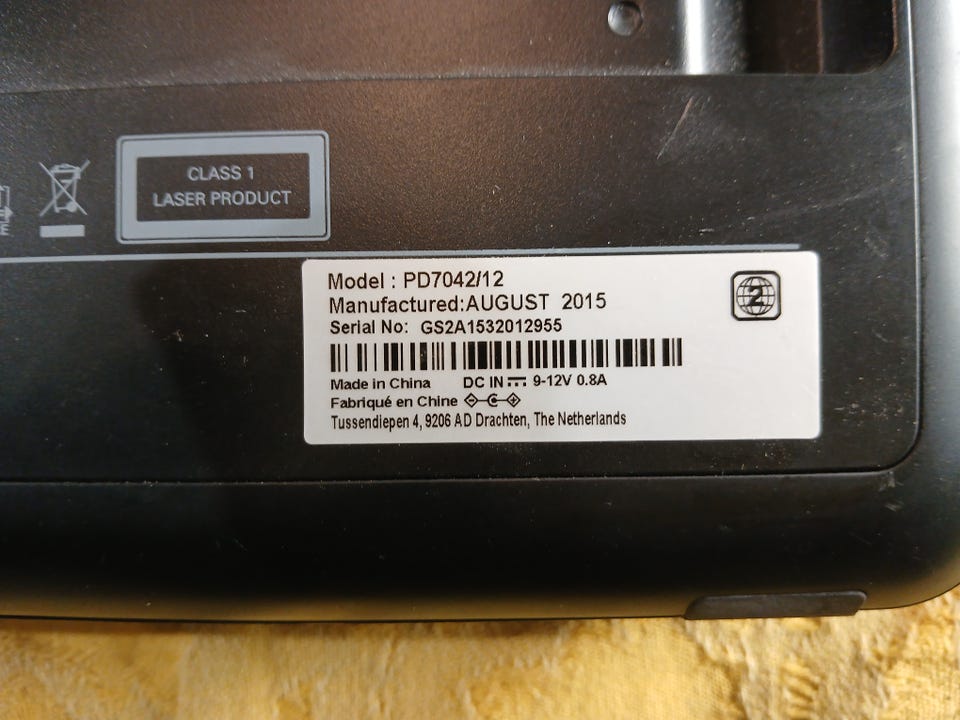 CLASS 1
LASER PRODUCT
Model : PD7042/12
Manufactured:AUGUST 2015
2
Serial No: GS2A1532012955
Made in China DC IN ⎓ 9-12V 0.8A
Fabriqué en Chine
Tussendiepen 4, 9206 AD Drachten, The Netherlands